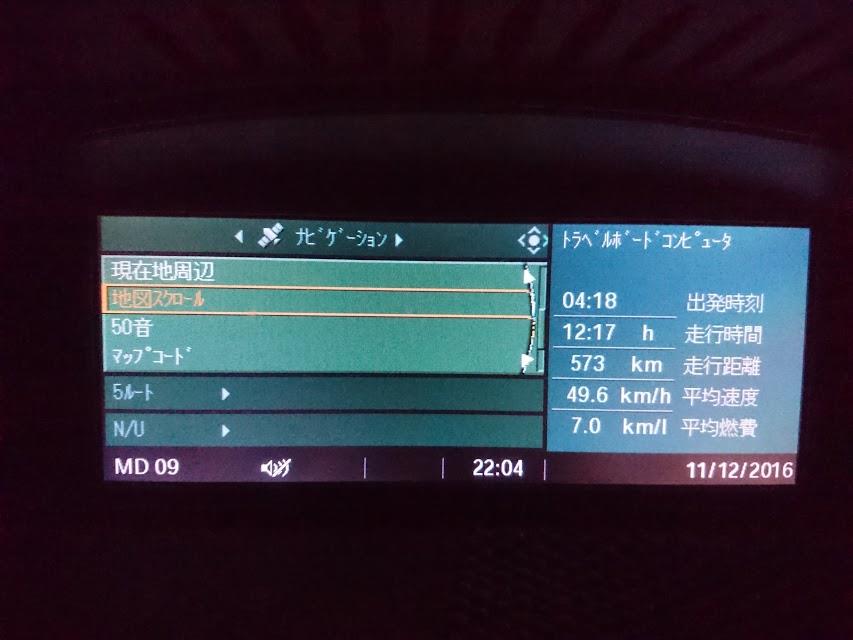 ﾅﾋﾞｹﾞｰｼｮﾝ
現在地周辺
地図ｽｸﾛｰﾙ
50音
ﾏｯﾌﾟｺｰﾄﾞ
5ﾙｰﾄ
N/U
ﾄﾗﾍﾞﾙﾎﾞｰﾄﾞｺﾝﾋﾟｭｰﾀ
04:18 出発時刻
12:17 h 走行時間
573 km 走行距離
49.6 km/h 平均速度
7.0 km/l 平均燃費
MD 09 22:04 11/12/2016